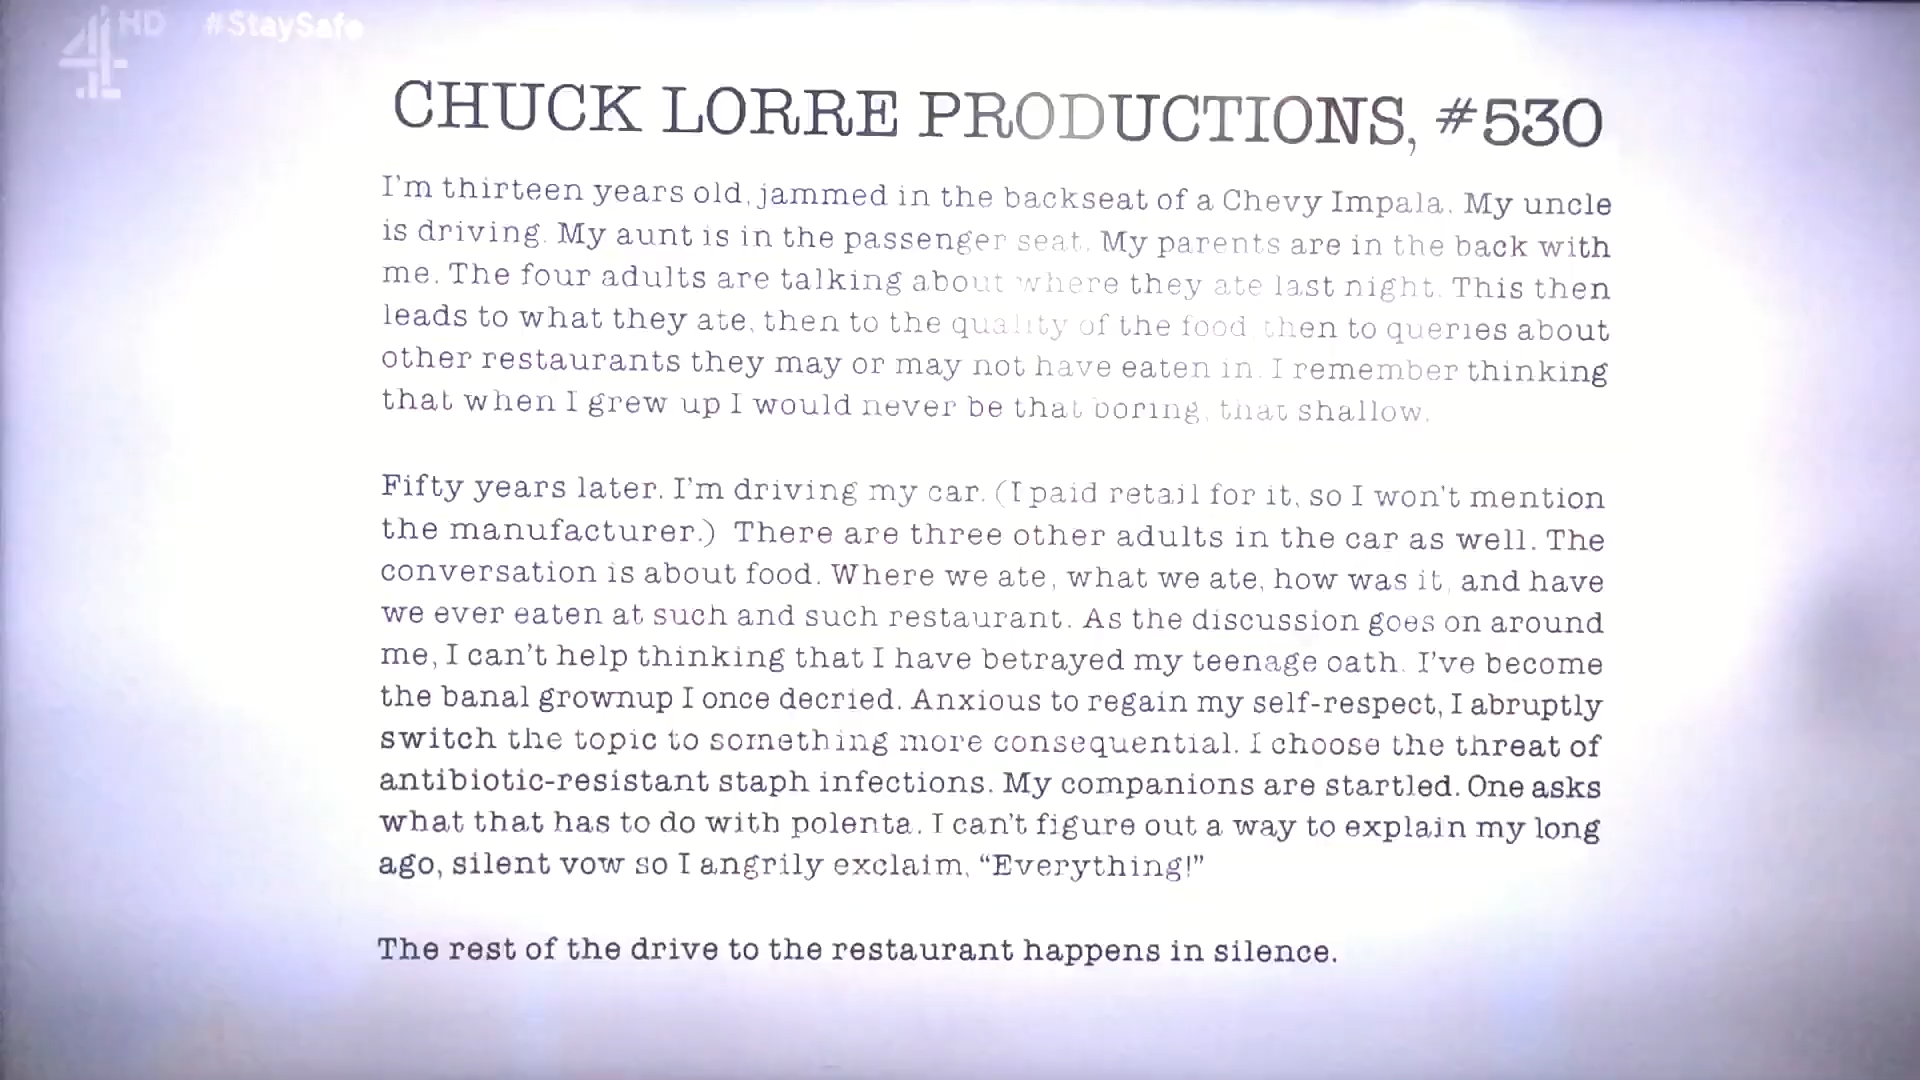 4 HD #StaySafe
CHUCK LORRE PRODUCTIONS, #530
I'm thirteen years old, jammed in the backseat of a Chevy Impala. My uncle
is driving. My aunt is in the passenger seat. My parents are in the back with
me. The four adults are talking about where they ate last night. This then
leads to what they ate, then to the quality of the food then to queries about
other restaurants they may or may not have eaten in. I remember thinking
that when I grew up I would never be that boring, that shallow.
Fifty years later. I'm driving my car. (I paid retail for it, so I won't mention
the manufacturer.) There are three other adults in the car as well. The
conversation is about food. Where we ate, what we ate, how was it, and have
we ever eaten at such and such restaurant. As the discussion goes on around
me, I can't help thinking that I have betrayed my teenage oath. I've become
the banal grownup I once decried. Anxious to regain my self-respect, I abruptly
switch the topic to something more consequential. I choose the threat of
antibiotic-resistant staph infections. My companions are startled. One asks
what that has to do with polenta. I can't figure out a way to explain my long
ago, silent vow so I angrily exclaim, “Everything!”
The rest of the drive to the restaurant happens in silence.